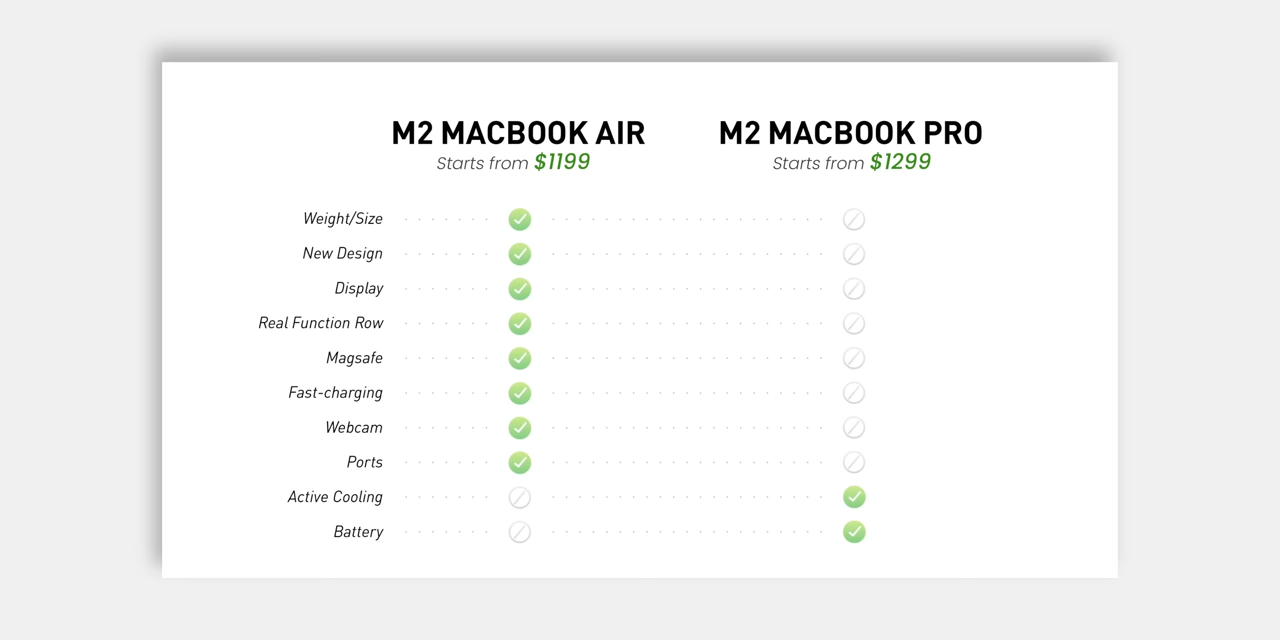 M2 MACBOOK AIR M2 MACBOOK PRO
Starts from $1199 Starts from $1299
Weight/Size
New Design
Display
Real Function Row
Magsafe
Fast-charging
Webcam
Ports
Active Cooling
Battery